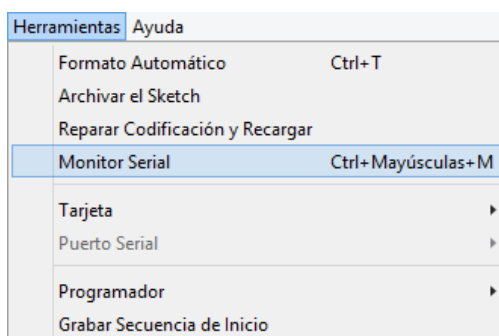 Herramientas Ayuda
Formato Automático Ctrl+T
Archivar el Sketch
Reparar Codificación y Recargar
Monitor Serial Ctrl+Mayúsculas+M
Tarjeta
Puerto Serial
Programador
Grabar Secuencia de Inicio